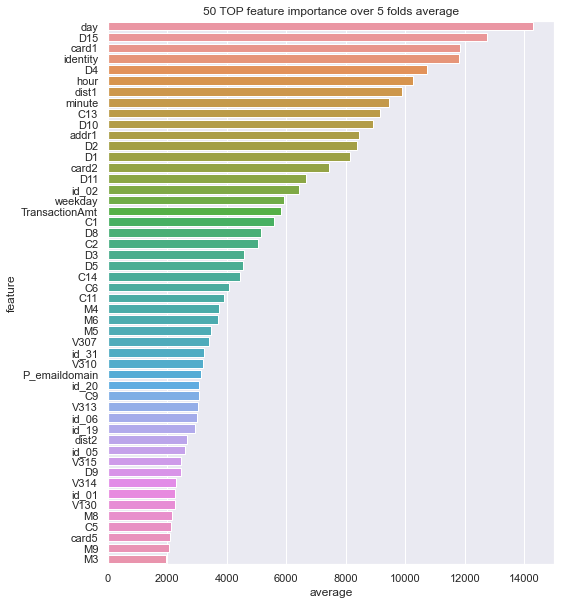 50 TOP feature importance over 5 folds average
feature
day
D15
card1
identity
D4
hour
dist1
minute
C13
D10
addr1
D2
D1
card2
D11
id_02
weekday
TransactionAmt
C1
D8
C2
D3
D5
C14
C6
C11
M4
M6
M5
V307
id_31
V310
P_emaildomain
id_20
C9
V313
id_06
id_19
dist2
id_05
V315
D9
V314
id_01
V130
M8
C5
card5
M9
M3
0 2000 4000 6000 8000 10000 12000 14000
average